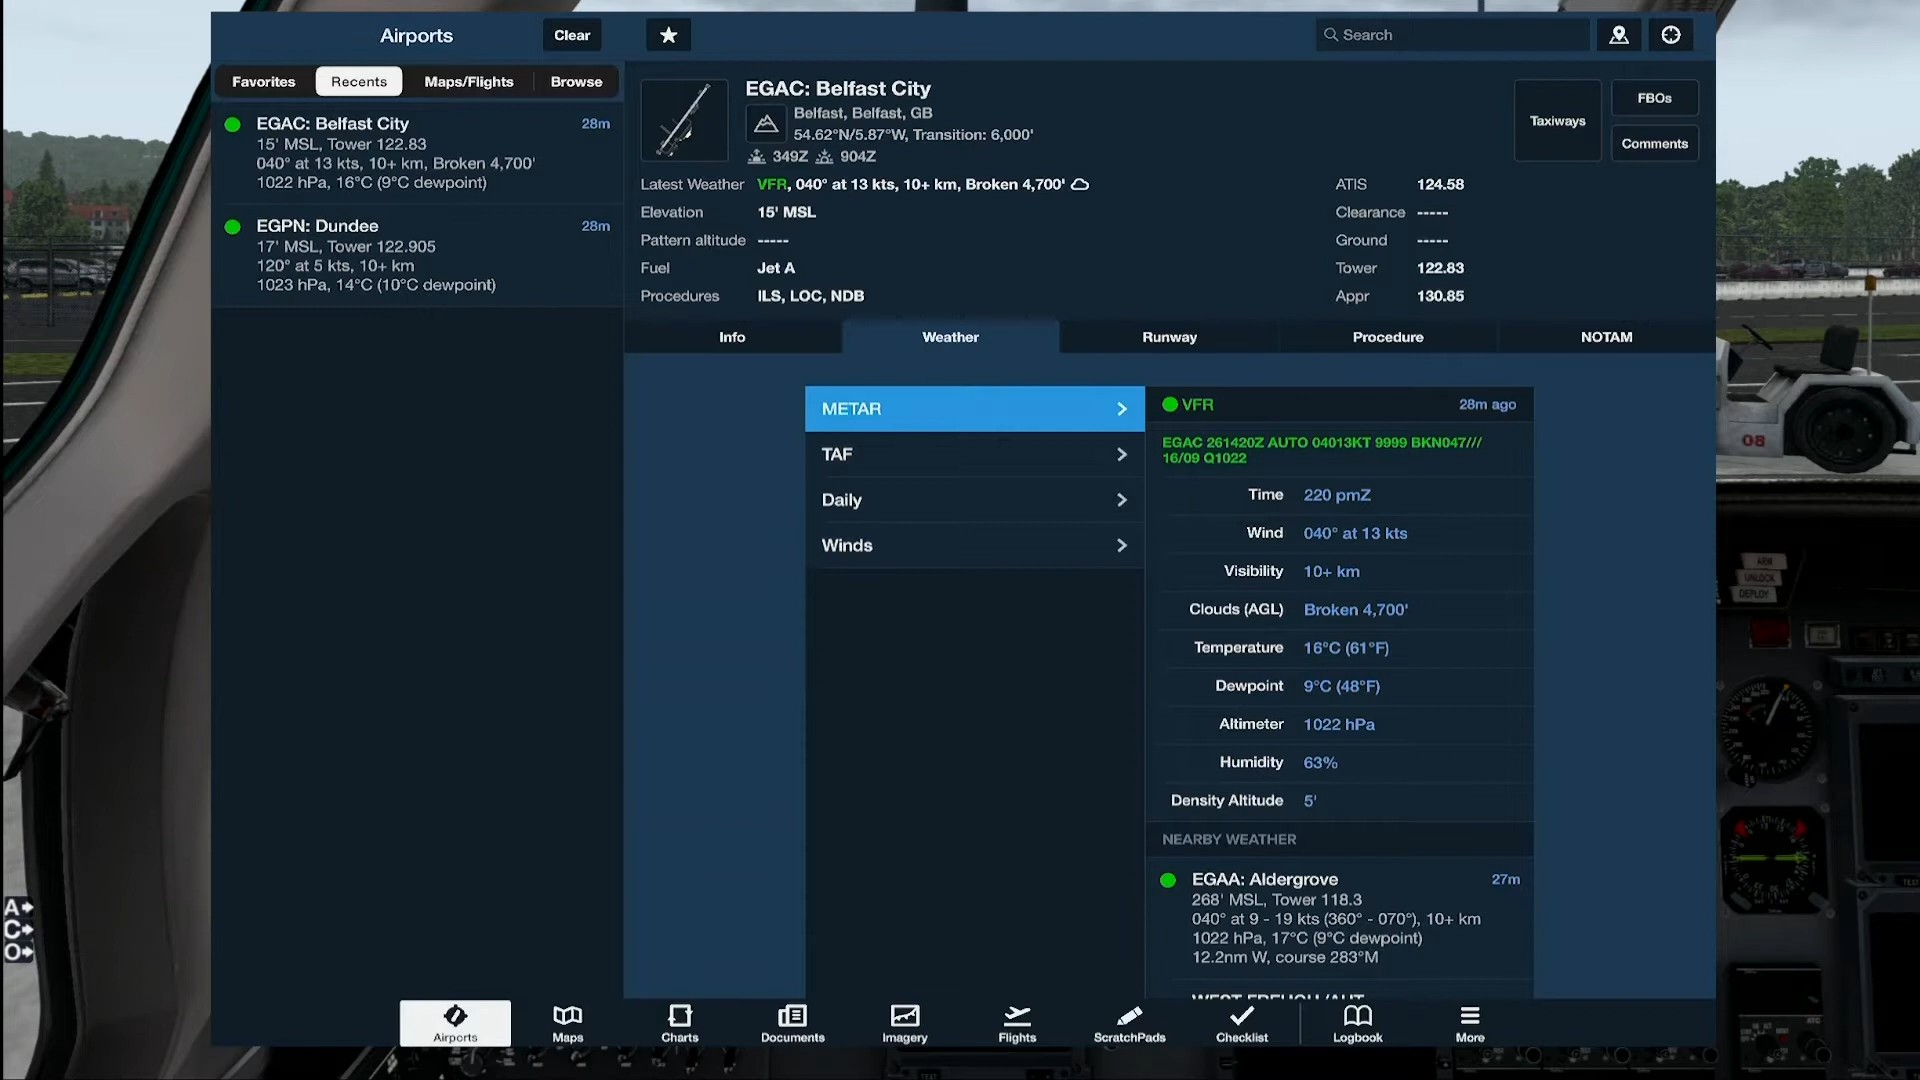 Airports
Clear
Search
Favorites
Recents
Maps/Flights
Browse
EGAC: Belfast City
28m
15' MSL, Tower 122.83
040° at 13 kts, 10+ km, Broken 4,700'
1022 hPa, 16°C (9°C dewpoint)
EGPN: Dundee
28m
17' MSL, Tower 122.905
120° at 5 kts, 10+ km
1023 hPa, 14°C (10°C dewpoint)
EGAC: Belfast City
Belfast, Belfast, GB
54.62°N/5.87°W, Transition: 6,000'
349Z 904Z
Taxiways
FBOs
Comments
Latest Weather VFR, 040° at 13 kts, 10+ km, Broken 4,700'
Elevation 15' MSL
Pattern altitude -----
Fuel Jet A
Procedures ILS, LOC, NDB
ATIS 124.58
Clearance -----
Ground -----
Tower 122.83
Appr 130.85
Info
Weather
Runway
Procedure
NOTAM
METAR
TAF
Daily
Winds
VFR
28m ago
EGAC 261420Z AUTO 04013KT 9999 BKN047///
16/09 Q1022
Time 220 pmZ
Wind 040° at 13 kts
Visibility 10+ km
Clouds (AGL) Broken 4,700'
Temperature 16°C (61°F)
Dewpoint 9°C (48°F)
Altimeter 1022 hPa
Humidity 63%
Density Altitude 5'
NEARBY WEATHER
EGAA: Aldergrove
27m
268' MSL, Tower 118.3
040° at 9 - 19 kts (360° - 070°), 10+ km
1022 hPa, 17°C (9°C dewpoint)
12.2nm W, course 283°M
Airports
Maps
Charts
Documents
Imagery
Flights
ScratchPads
Checklist
Logbook
More
A
C
O
08
ARM
UNLOCK
DEPLOY